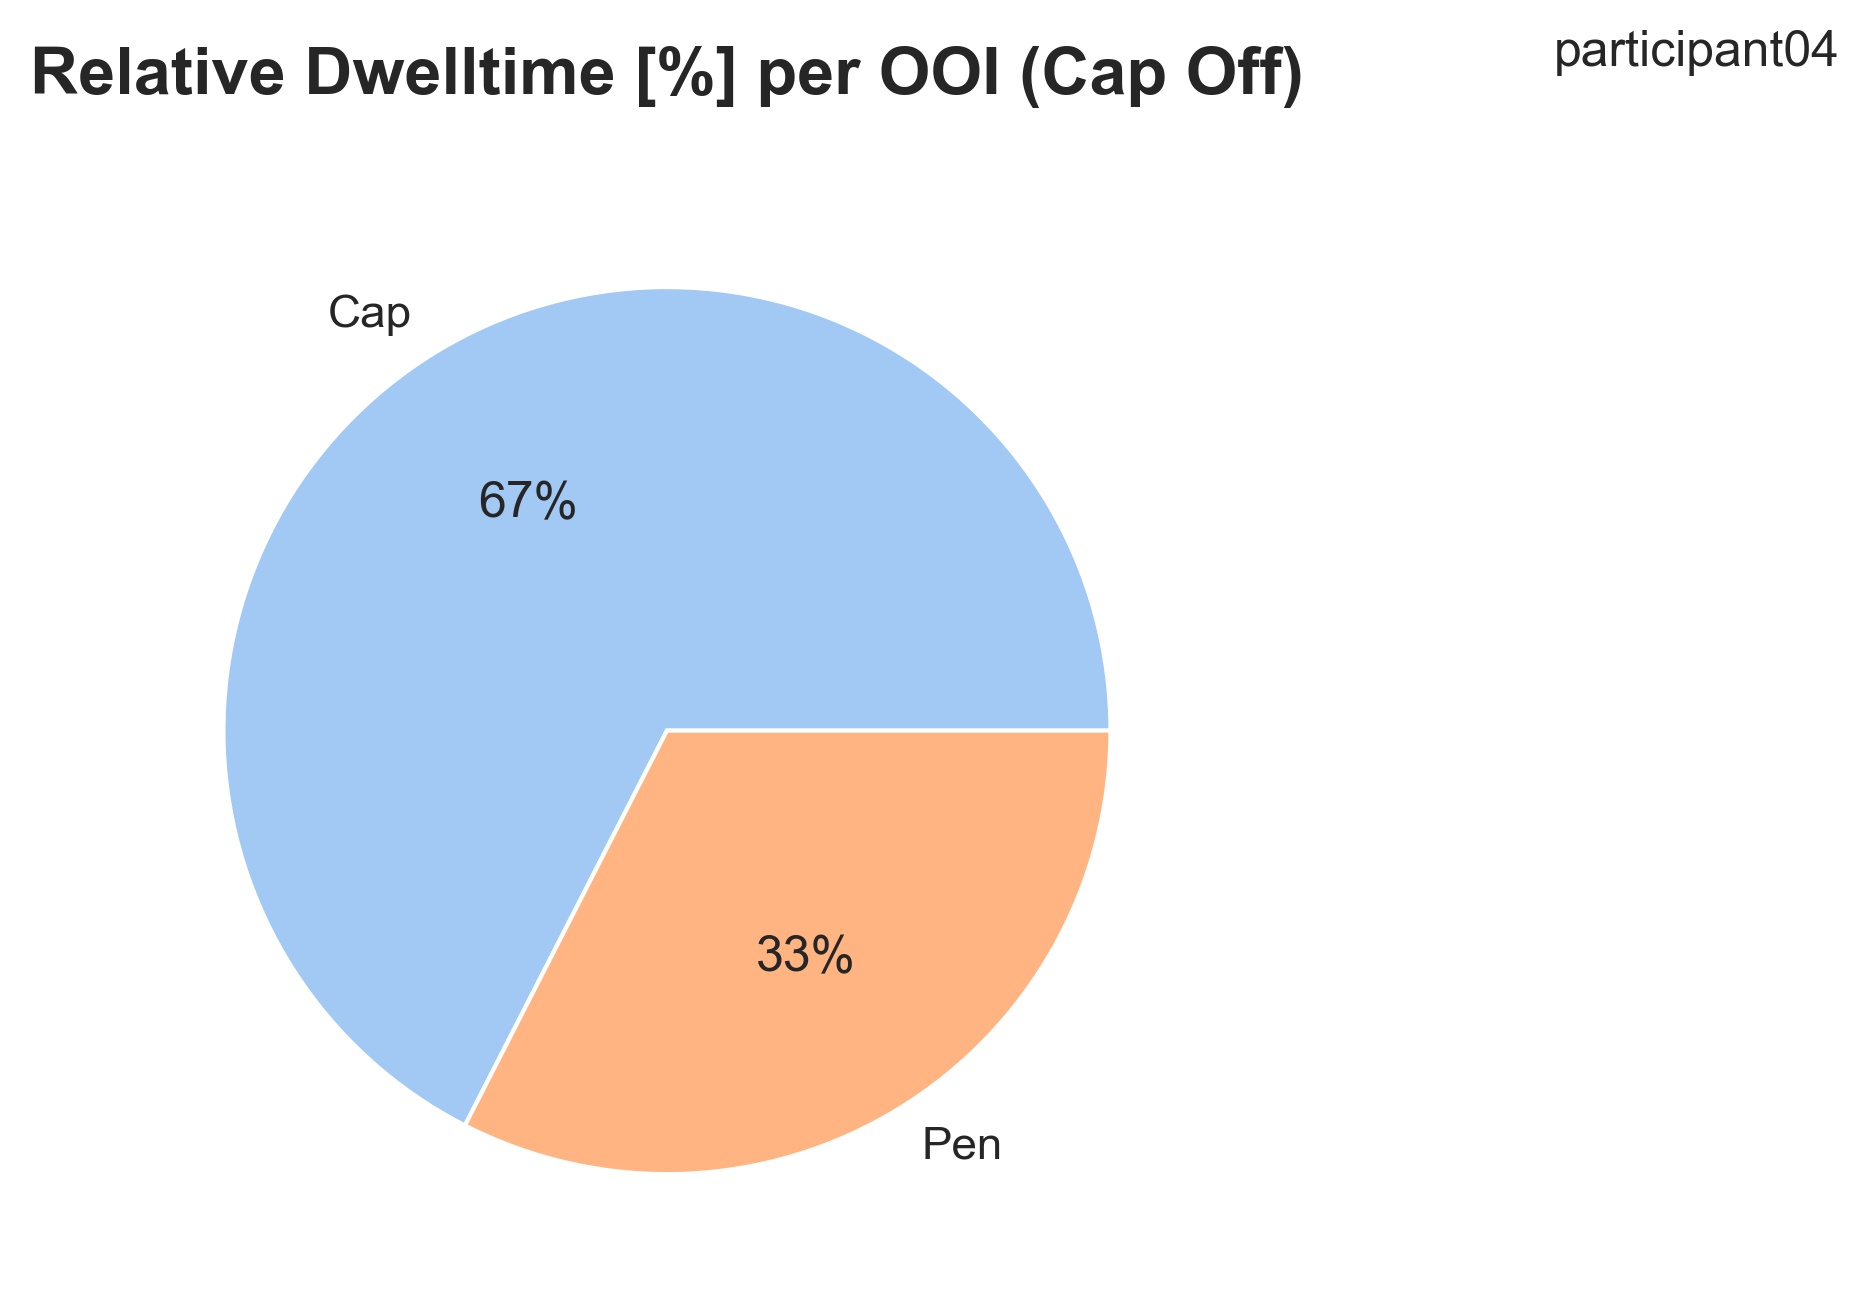 Relative Dwelltime [%] per OOI (Cap Off)
participant04
Cap
67%
33%
Pen